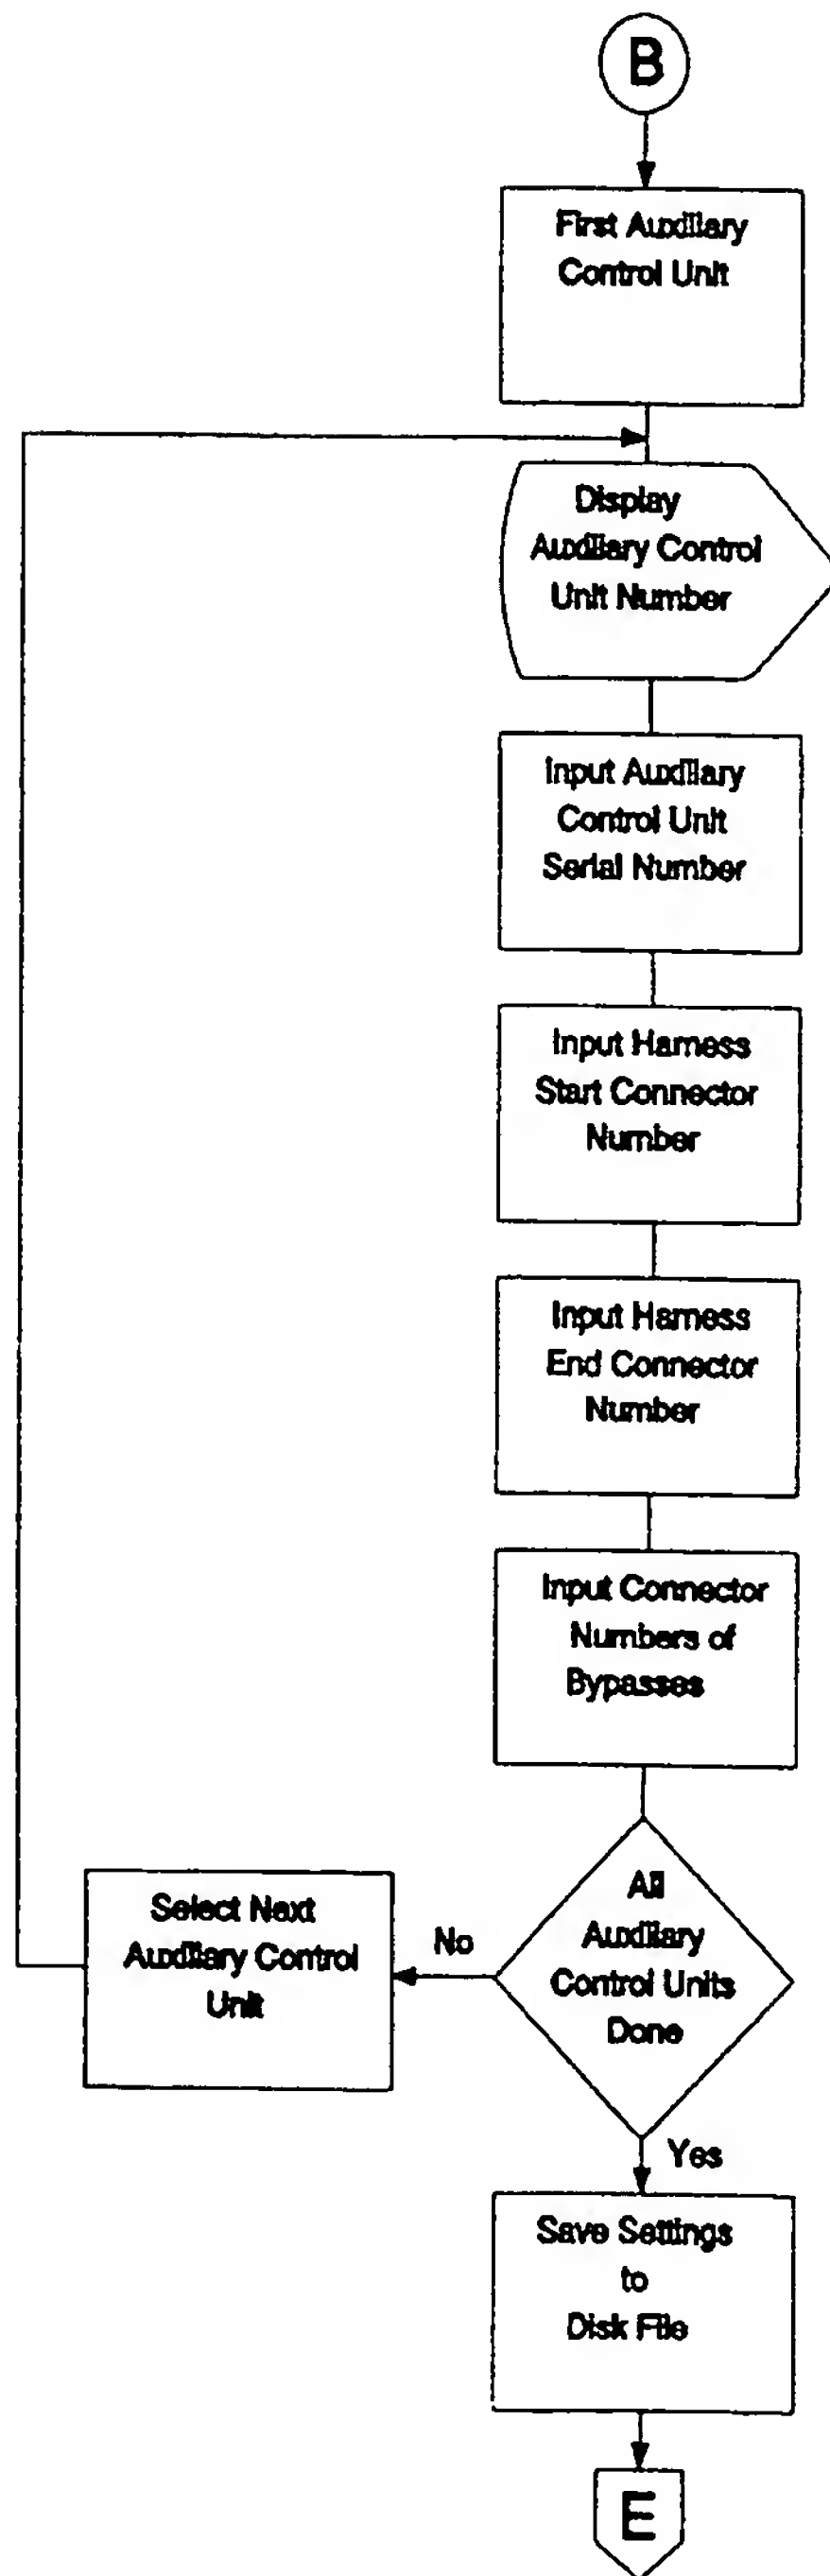 B
First Auxiliary
Control Unit
Display
Auxiliary Control
Unit Number
Input Auxiliary
Control Unit
Serial Number
Input Harness
Start Connector
Number
Input Harness
End Connector
Number
Input Connector
Numbers of
Bypasses
All
Auxiliary
Control Units
Done
No
Select Next
Auxiliary Control
Unit
Yes
Save Settings
to
Disk File
E